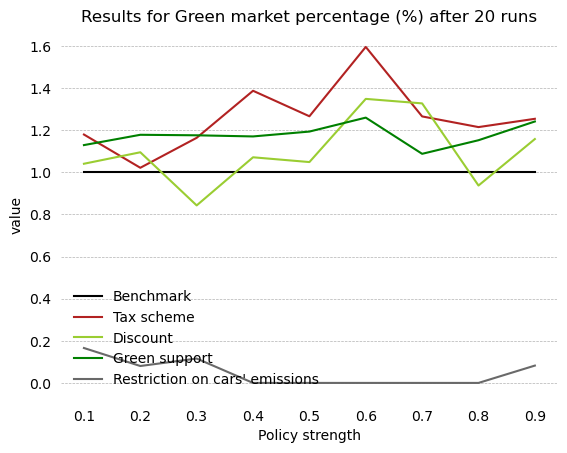 Results for Green market percentage (%) after 20 runs
1.6
1.4
1.2
1.0
0.8
0.6
0.4
0.2
0.0
value
Benchmark
Tax scheme
Discount
Green support
Restriction on cars' emissions
0.1 0.2 0.3 0.4 0.5 0.6 0.7 0.8 0.9
Policy strength